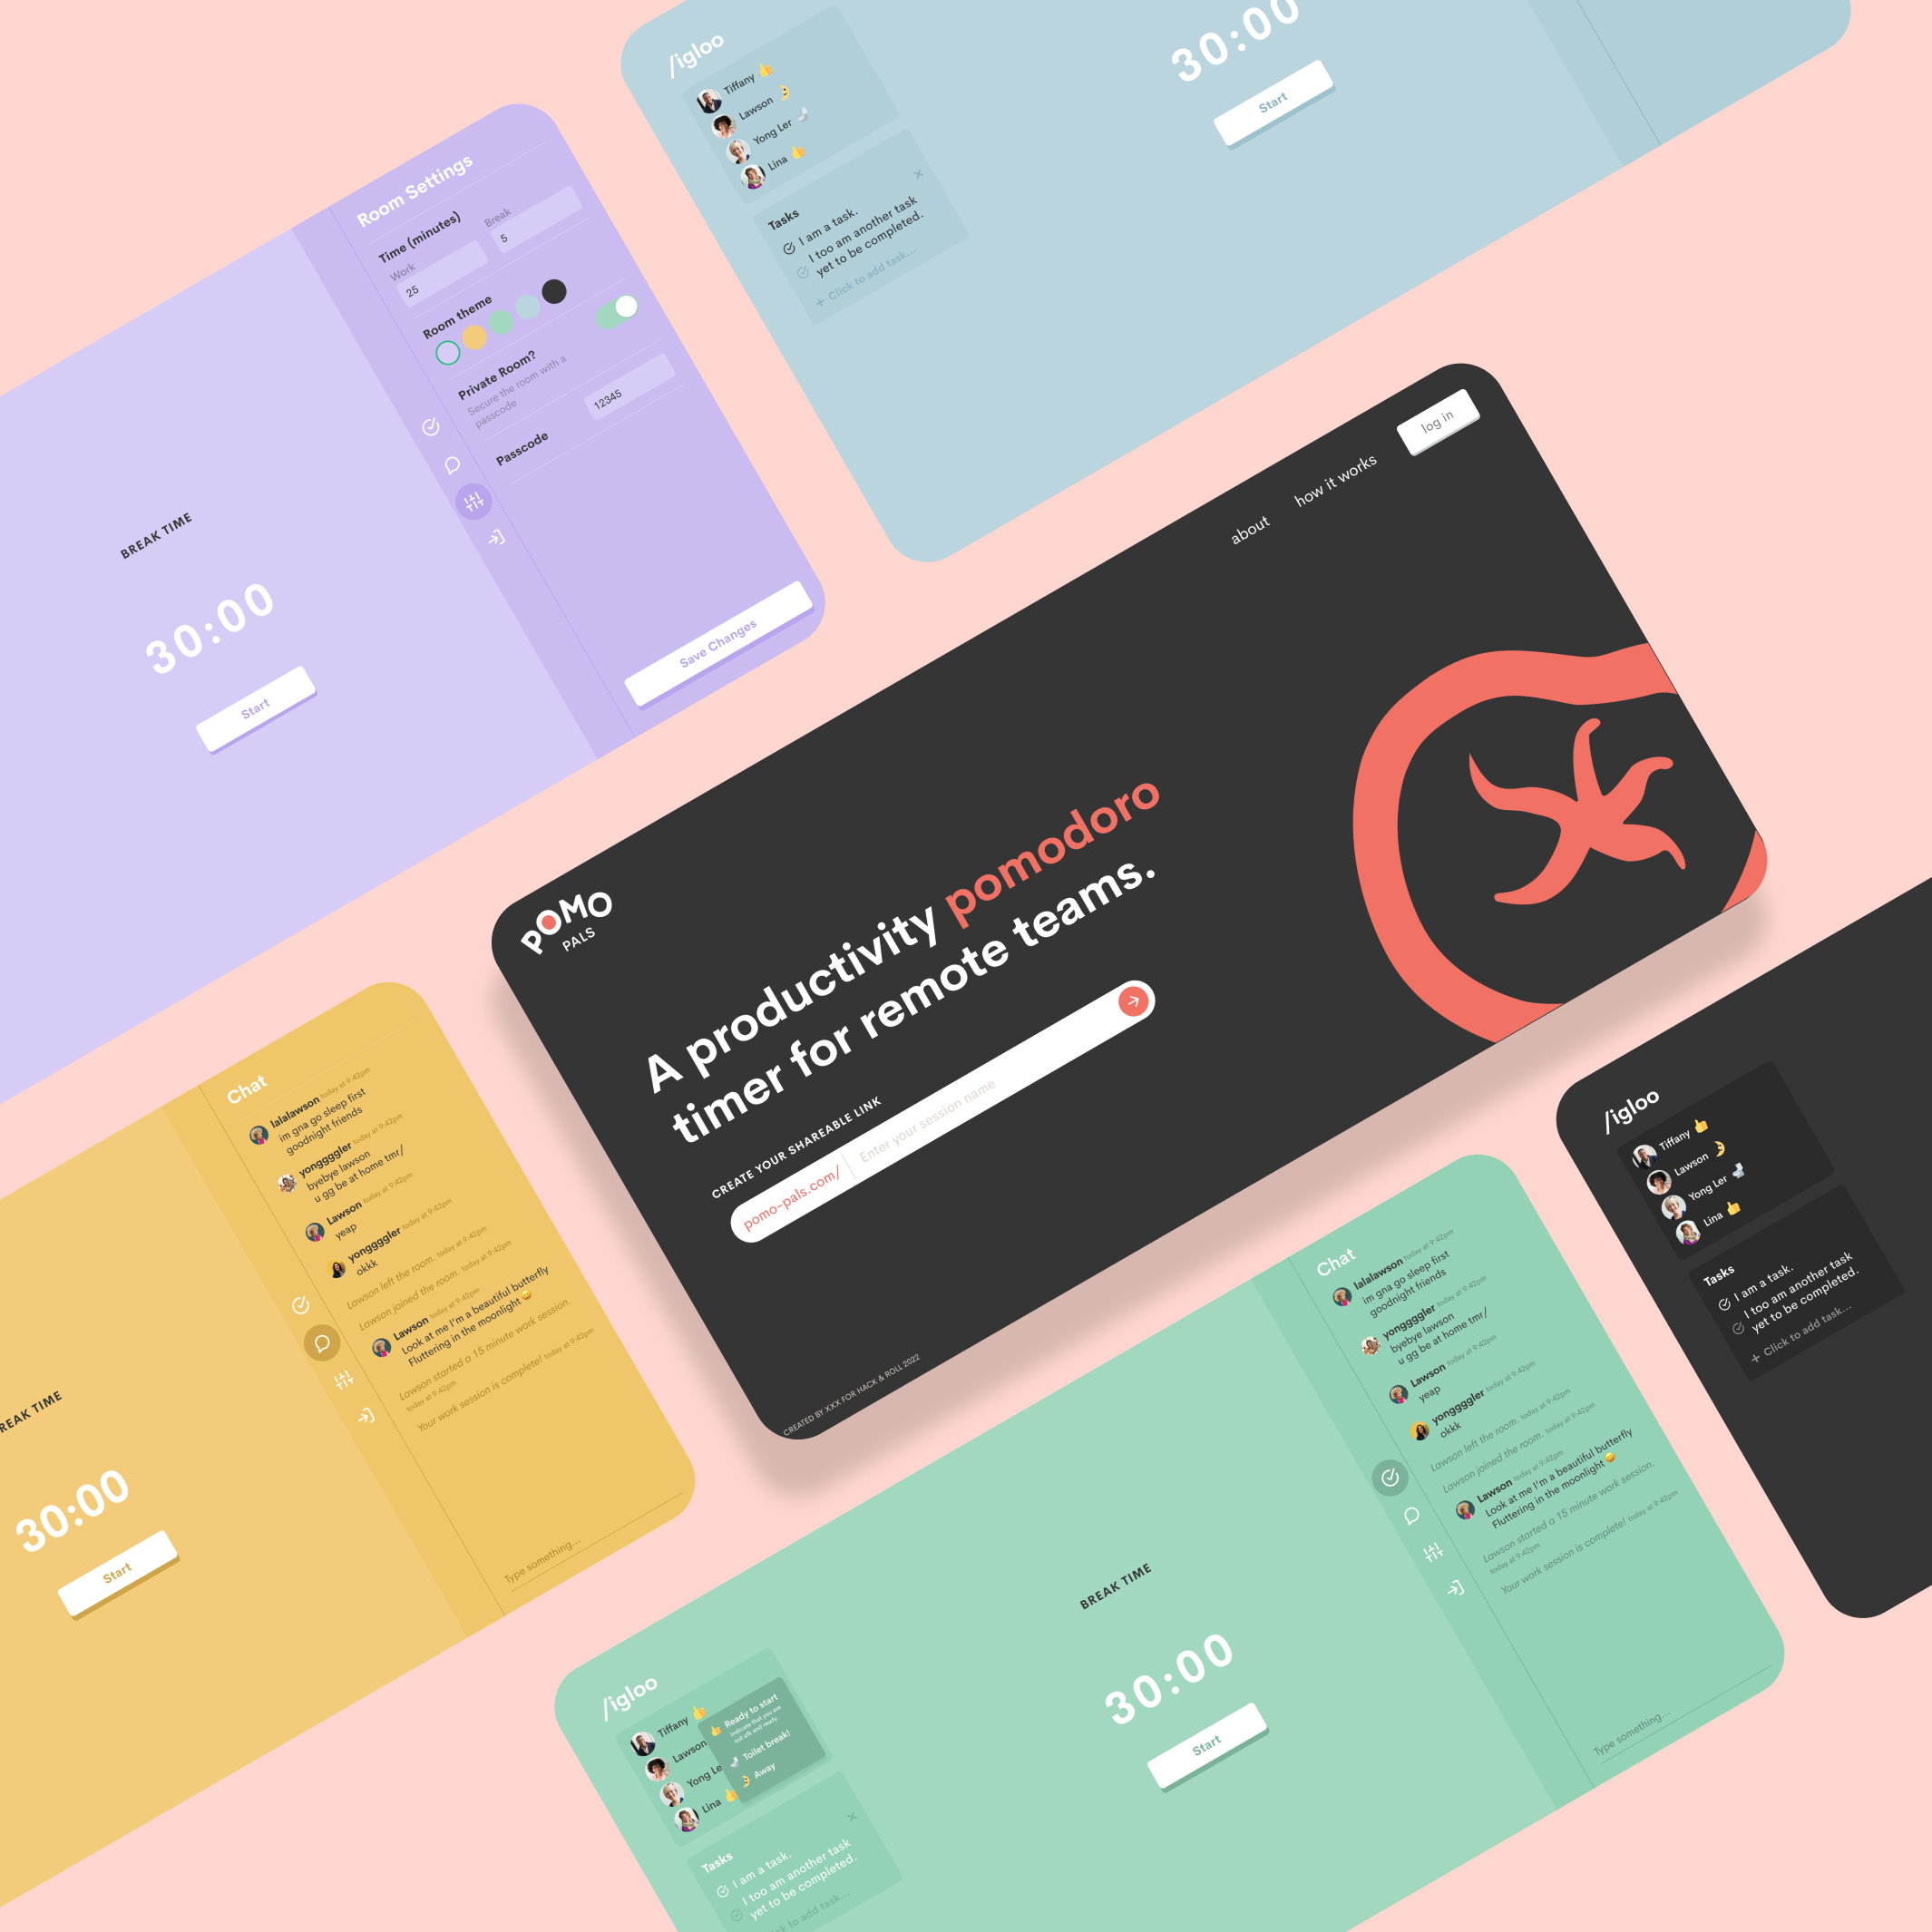 /igloo
Tiffany 👍
Lawson 🌛
Yong Ler 🚽
Lina 👍
Tasks
I am a task.
I too am another task
yet to be completed.
+ Click to add task...
30:00
Start
Room Settings
Time (minutes)
Work
Break
25
5
Room theme
Private Room?
Secure the room with a
passcode
Passcode
12345
Save Changes
BREAK TIME
30:00
Start
POMO
PALS
about
how it works
log in
A productivity pomodoro
timer for remote teams.
CREATE YOUR SHAREABLE LINK
pomo-pals.com/
Enter your session name
CREATED BY XXX FOR HACK & ROLL 2022
Chat
lalalawson today at 9:42pm
im gna go sleep first
goodnight friends
yonggggler today at 9:42pm
byebye lawson
u gg be at home tmr/
Lawson today at 9:42pm
yeap
yonggggler today at 9:42pm
okkk
Lawson left the room. today at 9:42pm
Lawson joined the room. today at 9:42pm
Lawson today at 9:42pm
Look at me I'm a beautiful butterfly
Fluttering in the moonlight
Lawson started a 15 minute work session.
today at 9:42pm
Your work session is complete! today at 9:42pm
Type something...
REAK TIME
30:00
Start
/igloo
Tiffany 👍
Lawson 🌛
Yong Ler 🚽
Lina 👍
Tasks
I am a task.
I too am another task
yet to be completed.
+ Click to add task...
/igloo
Tiffany 👍
Lawson
Yong Le
Lina 👍
👍 Ready to start
Indicate that you are
not afk and ready.
🚽 Toilet break!
🌛 Away
Tasks
I am a task.
I too am another task
yet to be completed.
ck to add task...
BREAK TIME
30:00
Start
Chat
lalalawson today at 9:42pm
im gna go sleep first
goodnight friends
yonggggler today at 9:42pm
byebye lawson
u gg be at home tmr/
Lawson today at 9:42pm
yeap
yonggggler today at 9:42pm
okkk
Lawson left the room. today at 9:42pm
Lawson joined the room. today at 9:42pm
Lawson today at 9:42pm
Look at me I'm a beautiful butterfly
Fluttering in the moonlight
Lawson started a 15 minute work session.
today at 9:42pm
Your work session is complete! today at 9:42pm
Type something...